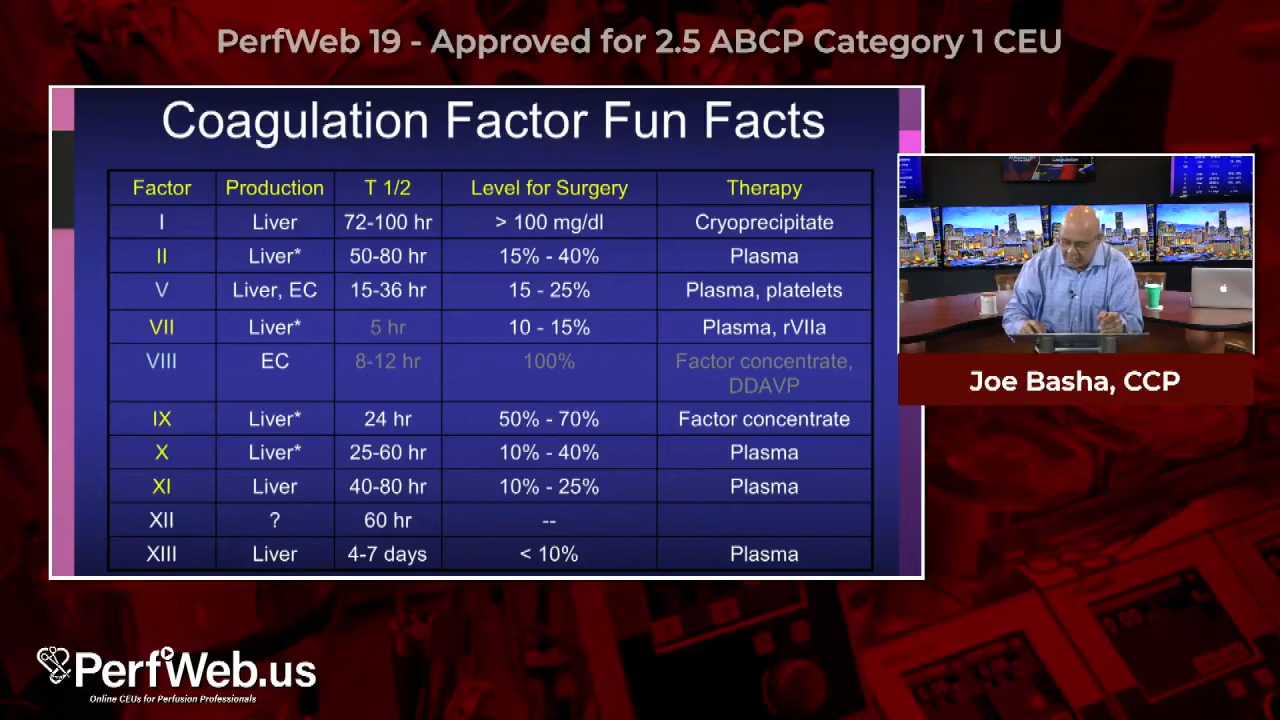 PerfWeb 19 - Approved for 2.5 ABCP Category 1 CEU
Coagulation Factor Fun Facts
Factor Production T 1/2 Level for Surgery Therapy
I Liver 72-100 hr > 100 mg/dl Cryoprecipitate
II Liver* 50-80 hr 15% - 40% Plasma
V Liver, EC 15-36 hr 15 - 25% Plasma, platelets
VII Liver* 5 hr 10 - 15% Plasma, rVIIa
VIII EC 8-12 hr 100% Factor concentrate,
DDAVP
IX Liver* 24 hr 50% - 70% Factor concentrate
X Liver* 25-60 hr 10% - 40% Plasma
XI Liver 40-80 hr 10% - 25% Plasma
XII ? 60 hr --
XIII Liver 4-7 days < 10% Plasma
Joe Basha, CCP
PerfWeb.us
Online CEUs for Perfusion Professionals